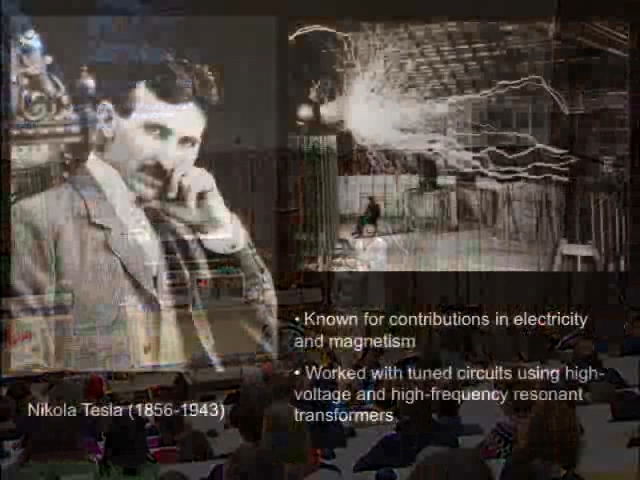 Nikola Tesla (1856-1943)
• Known for contributions in electricity
and magnetism
• Worked with tuned circuits using high-
voltage and high-frequency resonant
transformers